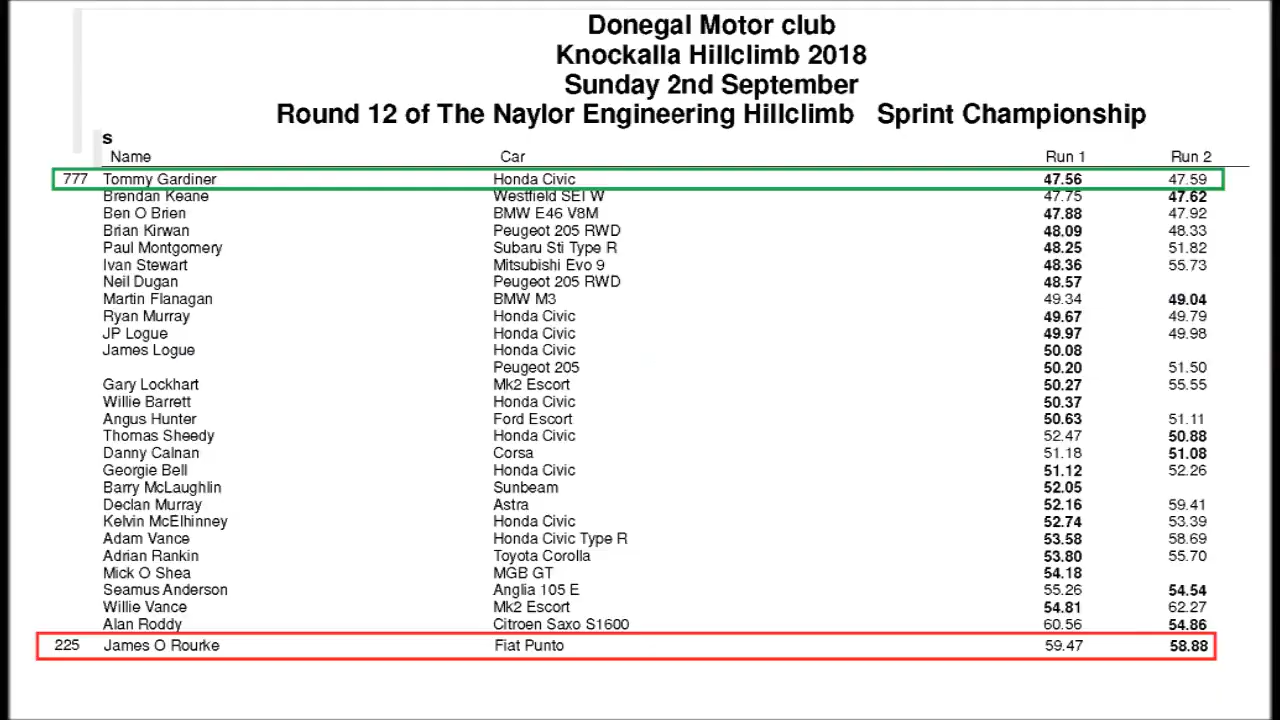 Donegal Motor club
Knockalla Hillclimb 2018
Sunday 2nd September
Round 12 of The Naylor Engineering Hillclimb Sprint Championship
s
Name Car Run 1 Run 2
777 Tommy Gardiner Honda Civic 47.56 47.59
Brendan Keane Westfield SEI W 47.75 47.62
Ben O Brien BMW E46 V8M 47.88 47.92
Brian Kirwan Peugeot 205 RWD 48.09 48.33
Paul Montgomery Subaru Sti Type R 48.25 51.82
Ivan Stewart Mitsubishi Evo 9 48.36 55.73
Neil Dugan Peugeot 205 RWD 48.57
Martin Flanagan BMW M3 49.34 49.04
Ryan Murray Honda Civic 49.67 49.79
JP Logue Honda Civic 49.97 49.98
James Logue Honda Civic 50.08
Peugeot 205 50.20 51.50
Gary Lockhart Mk2 Escort 50.27 55.55
Willie Barrett Honda Civic 50.37
Angus Hunter Ford Escort 50.63 51.11
Thomas Sheedy Honda Civic 52.47 50.88
Danny Calnan Corsa 51.18 51.08
Georgie Bell Honda Civic 51.12 52.26
Barry McLaughlin Sunbeam 52.05
Declan Murray Astra 52.16 59.41
Kelvin McElhinney Honda Civic 52.74 53.39
Adam Vance Honda Civic Type R 53.58 58.69
Adrian Rankin Toyota Corolla 53.80 55.70
Mick O Shea MGB GT 54.18
Seamus Anderson Anglia 105 E 55.26 54.54
Willie Vance Mk2 Escort 54.81 62.27
Alan Roddy Citroen Saxo S1600 60.56 54.86
225 James O Rourke Fiat Punto 59.47 58.88